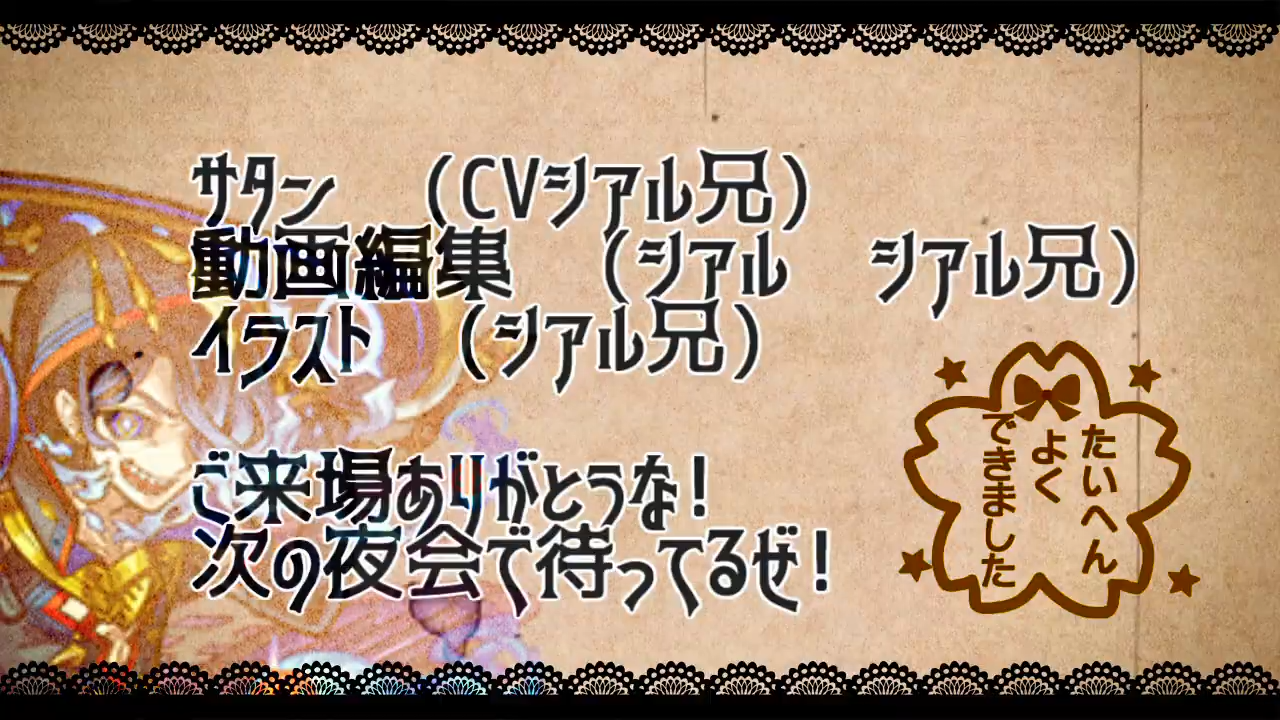 サタン　（CVシアル兄）
動画編集　（シアル　シアル兄）
イラスト　（シアル兄）
ご来場ありがとうな！
次の夜会で待ってるぜ！
たいへん
よく
できました